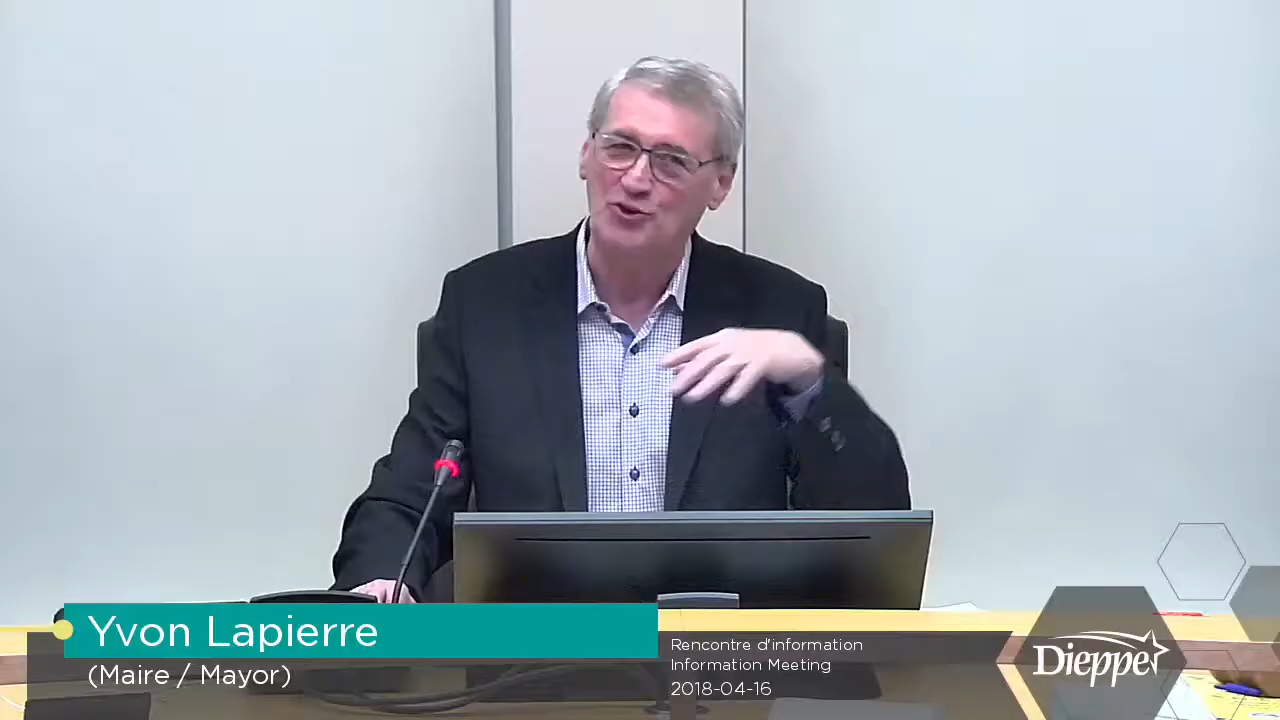 Yvon Lapierre
(Maire / Mayor)
Rencontre d'information
Information Meeting
2018-04-16
Dieppe